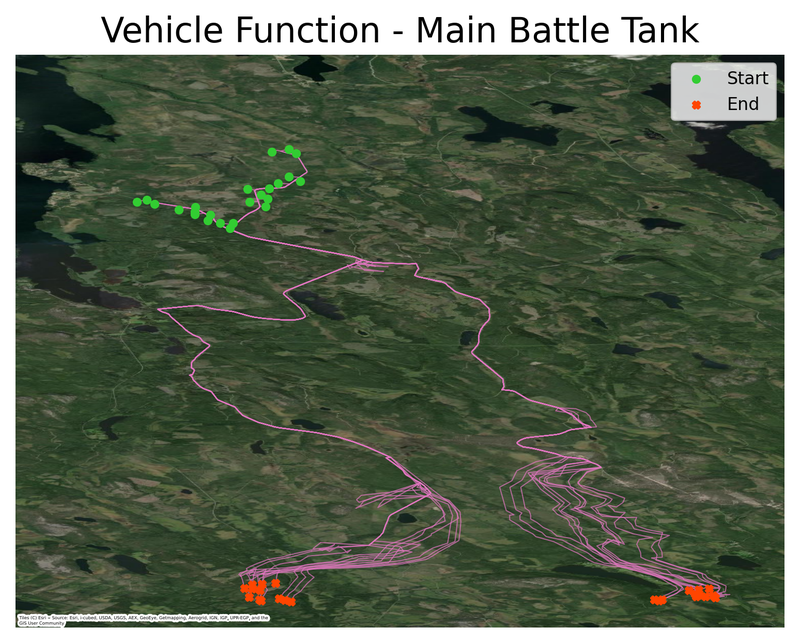 Vehicle Function - Main Battle Tank
Start
End
Tiles (C) Esri -- Source: Esri, i-cubed, USDA, USGS, AEX, GeoEye, Getmapping, Aerogrid, IGN, IGP, UPR-EGP, and the
GIS User Community